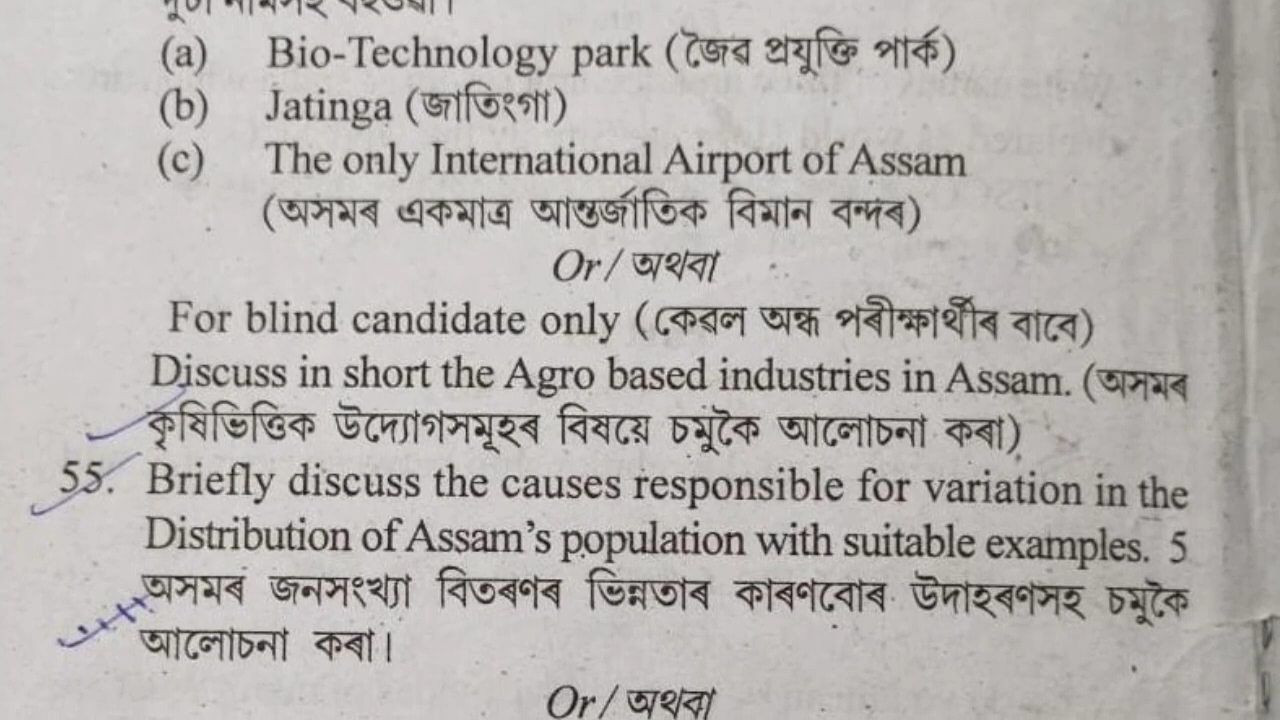 (a) Bio-Technology park (জৈৱ প্ৰযুক্তি পাৰ্ক)
(b) Jatinga (জাতিংগা)
(c) The only International Airport of Assam
(অসমৰ একমাত্ৰ আন্তৰ্জাতিক বিমান বন্দৰ)
Or / অথবা
For blind candidate only (কেৱল অন্ধ পৰীক্ষাৰ্থীৰ বাবে)
Discuss in short the Agro based industries in Assam. (অসমৰ
কৃষিভিত্তিক উদ্যোগসমূহৰ বিষয়ে চমুকৈ আলোচনা কৰা)
55. Briefly discuss the causes responsible for variation in the
Distribution of Assam's population with suitable examples. 5
অসমৰ জনসংখ্যা বিতৰণৰ ভিন্নতাৰ কাৰণবোৰ উদাহৰণসহ চমুকৈ
আলোচনা কৰা।
Or / অথবা